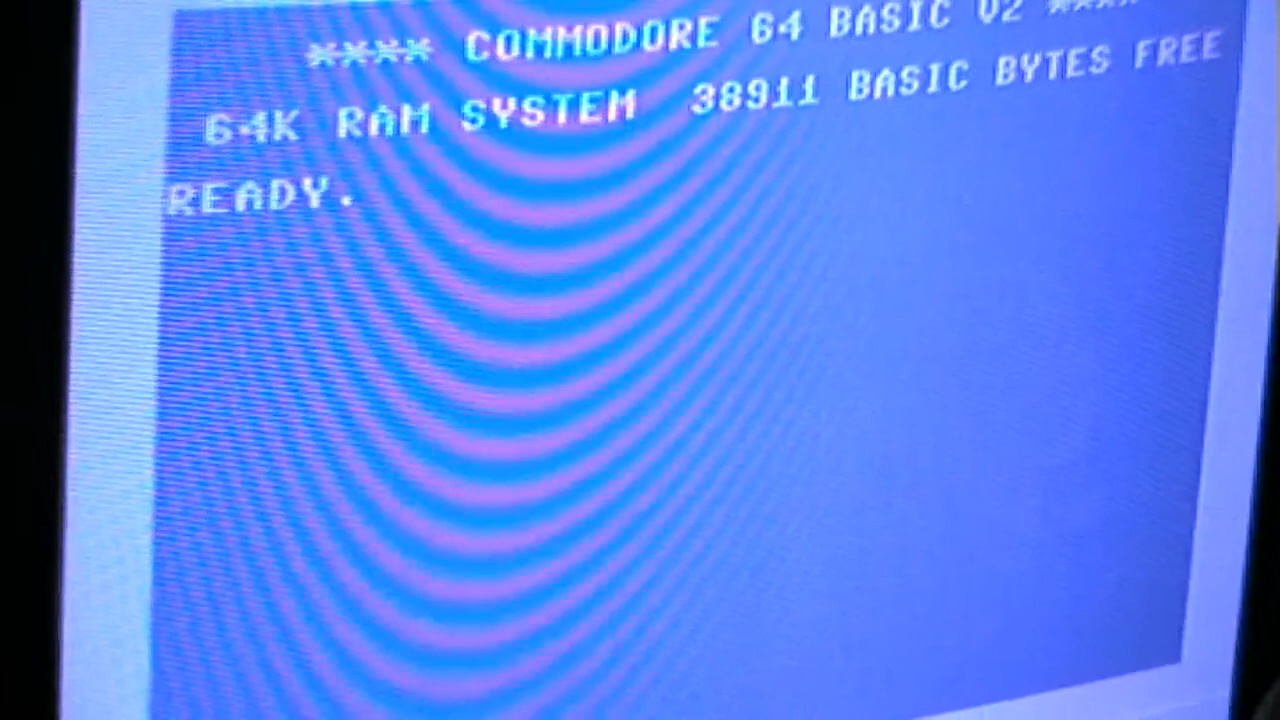 **** COMMODORE 64 BASIC V2 ****
64K RAM SYSTEM 38911 BASIC BYTES FREE
READY.